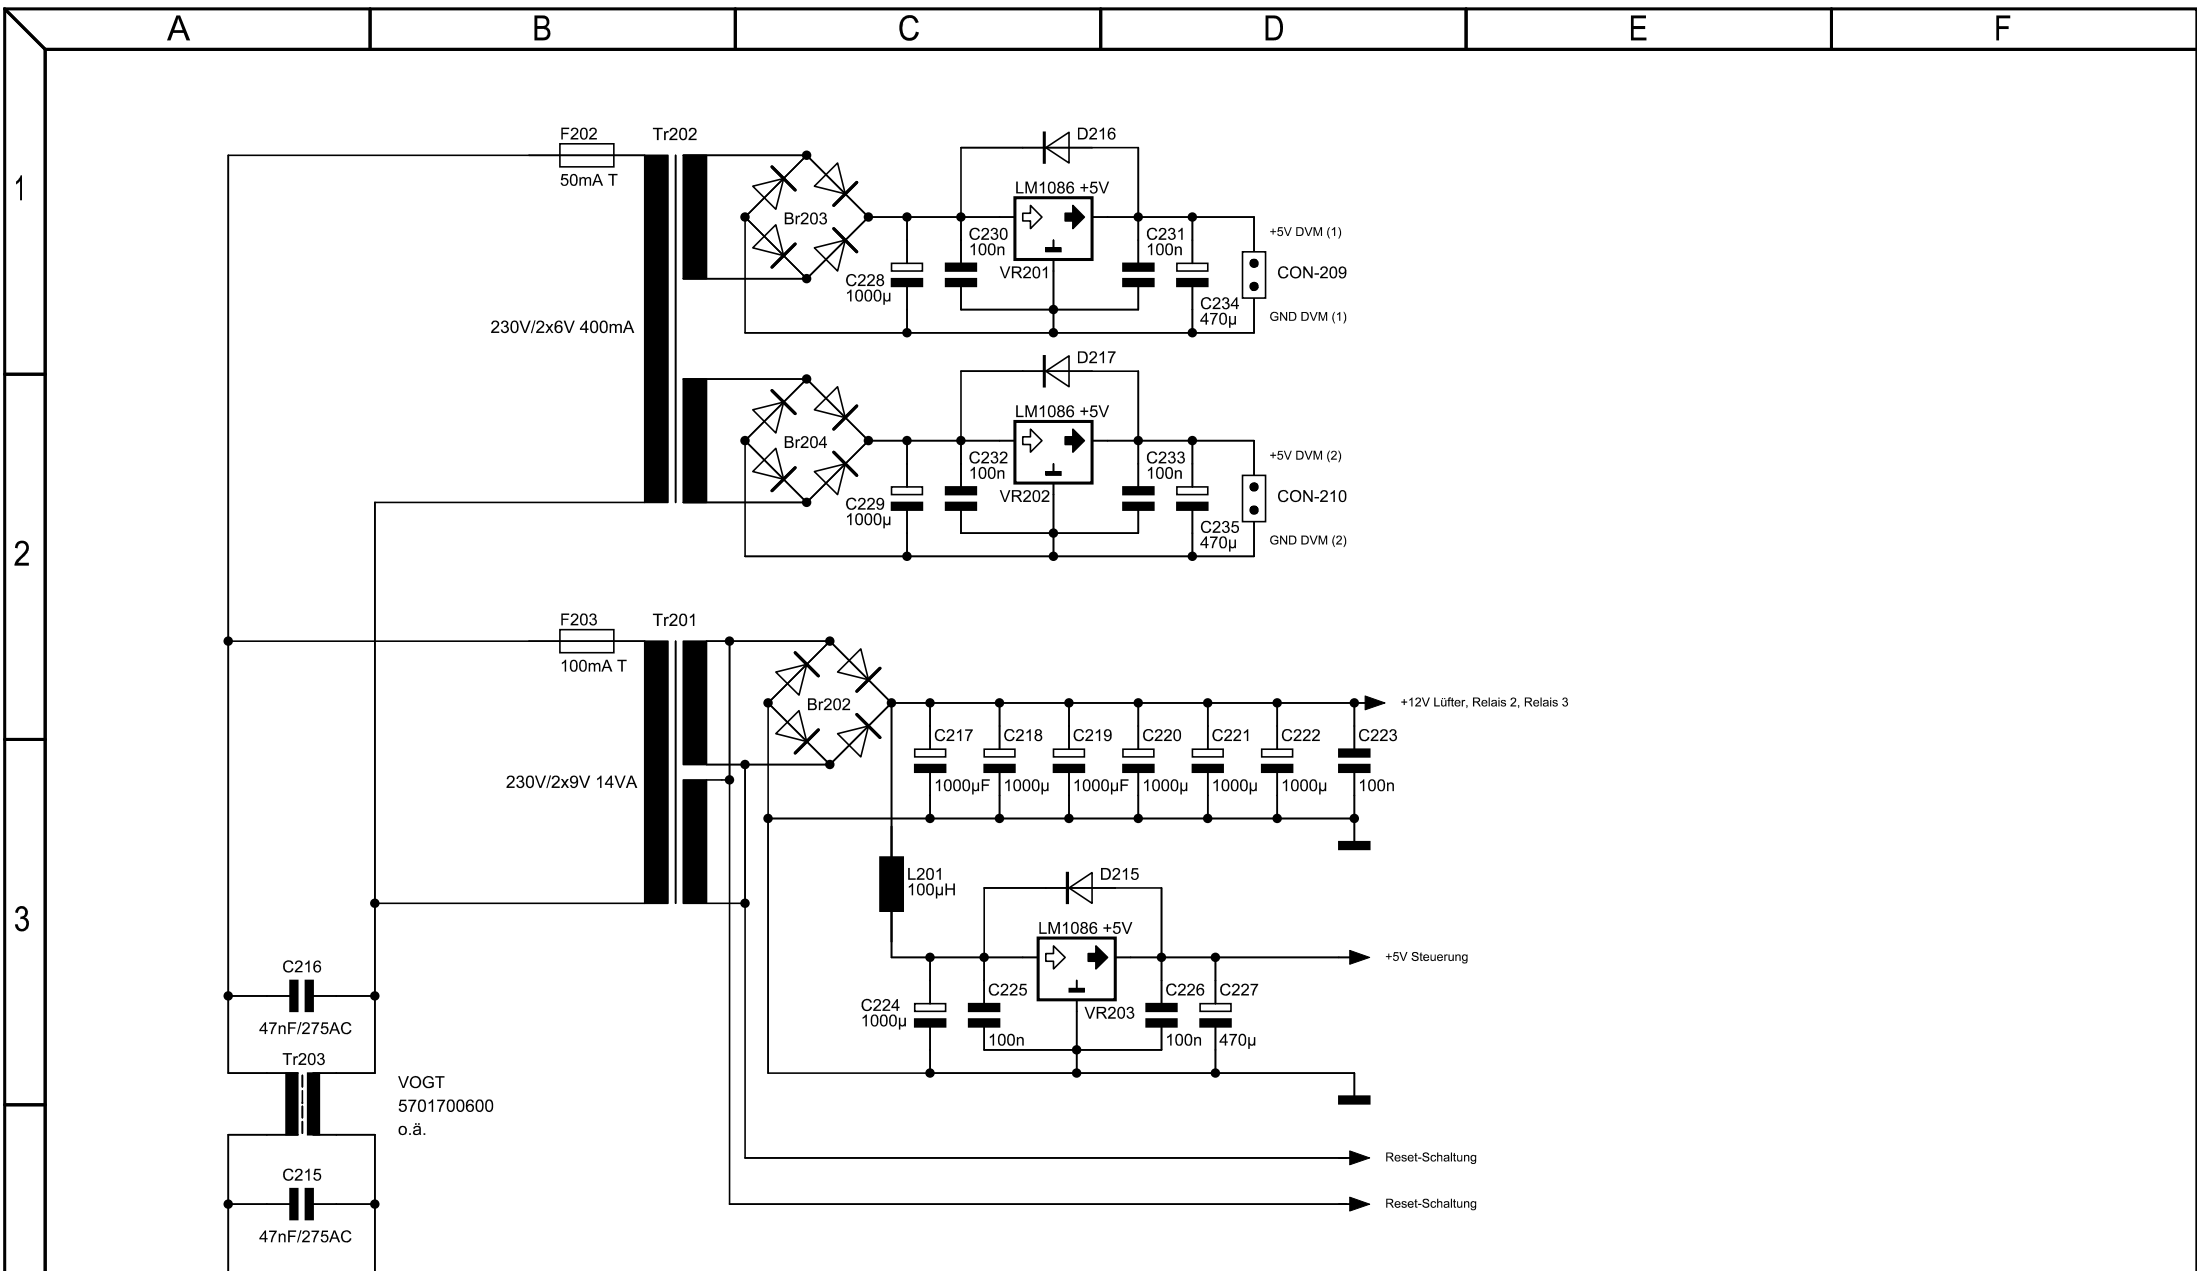 A B C D E F
1
F202
50mA T
Tr202
230V/2x6V 400mA
Br203
C228
1000µ
C230
100n
D216
LM1086 +5V
VR201
C231
100n
C234
470µ
+5V DVM (1)
CON-209
GND DVM (1)
2
Br204
C229
1000µ
C232
100n
D217
LM1086 +5V
VR202
C233
100n
C235
470µ
+5V DVM (2)
CON-210
GND DVM (2)
F203
100mA T
Tr201
230V/2x9V 14VA
Br202
+12V Lüfter, Relais 2, Relais 3
C217
1000µF
C218
1000µ
C219
1000µF
C220
1000µ
C221
1000µ
C222
1000µ
C223
100n
3
L201
100µH
D215
LM1086 +5V
VR203
C224
1000µ
C225
100n
C226
100n
C227
470µ
+5V Steuerung
C216
47nF/275AC
Tr203
VOGT
5701700600
o.ä.
C215
47nF/275AC
Reset-Schaltung
Reset-Schaltung